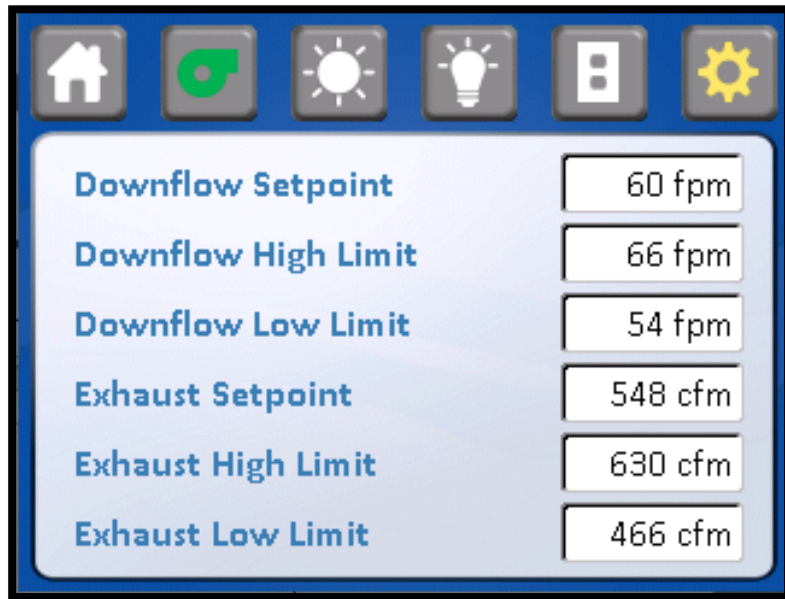 Downflow Setpoint 60 fpm
Downflow High Limit 66 fpm
Downflow Low Limit 54 fpm
Exhaust Setpoint 548 cfm
Exhaust High Limit 630 cfm
Exhaust Low Limit 466 cfm